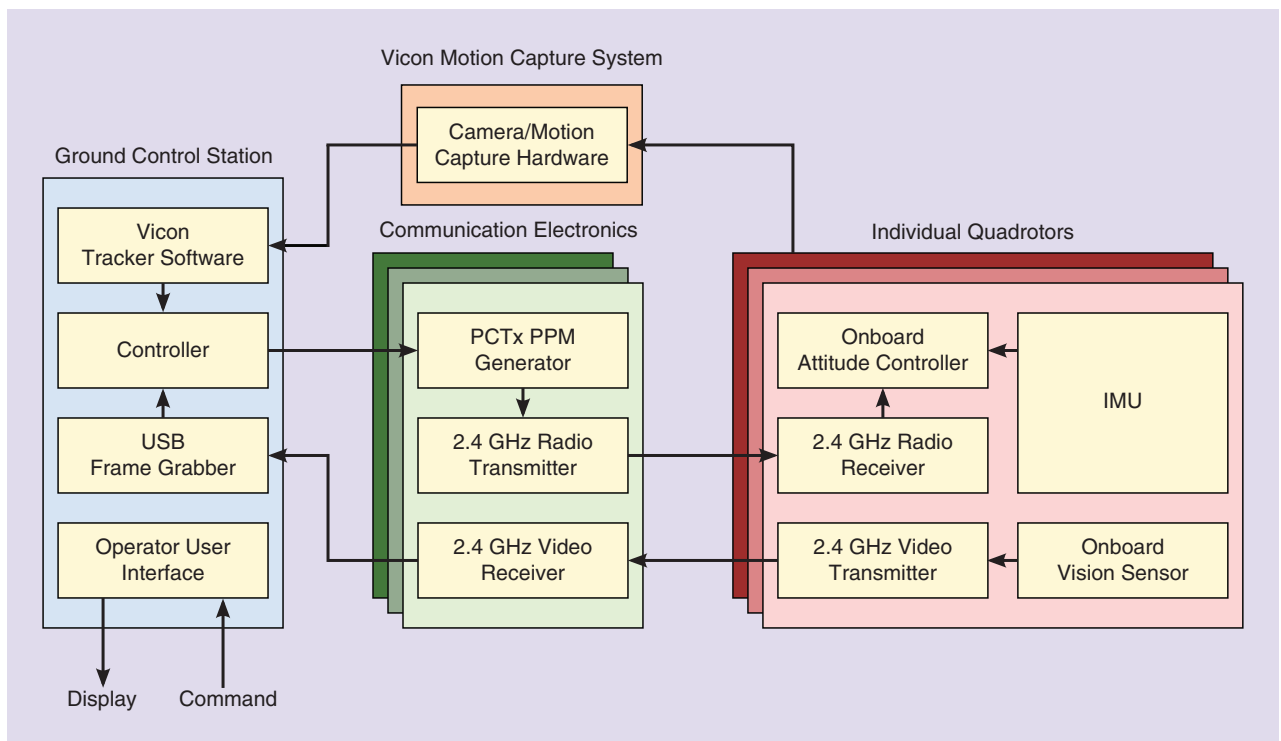 Vicon Motion Capture System
Camera/Motion
Capture Hardware
Ground Control Station
Vicon
Tracker Software
Controller
USB
Frame Grabber
Operator User
Interface
Display
Command
Communication Electronics
PCTx PPM
Generator
2.4 GHz Radio
Transmitter
2.4 GHz Video
Receiver
Individual Quadrotors
Onboard
Attitude Controller
IMU
2.4 GHz Radio
Receiver
2.4 GHz Video
Transmitter
Onboard
Vision Sensor